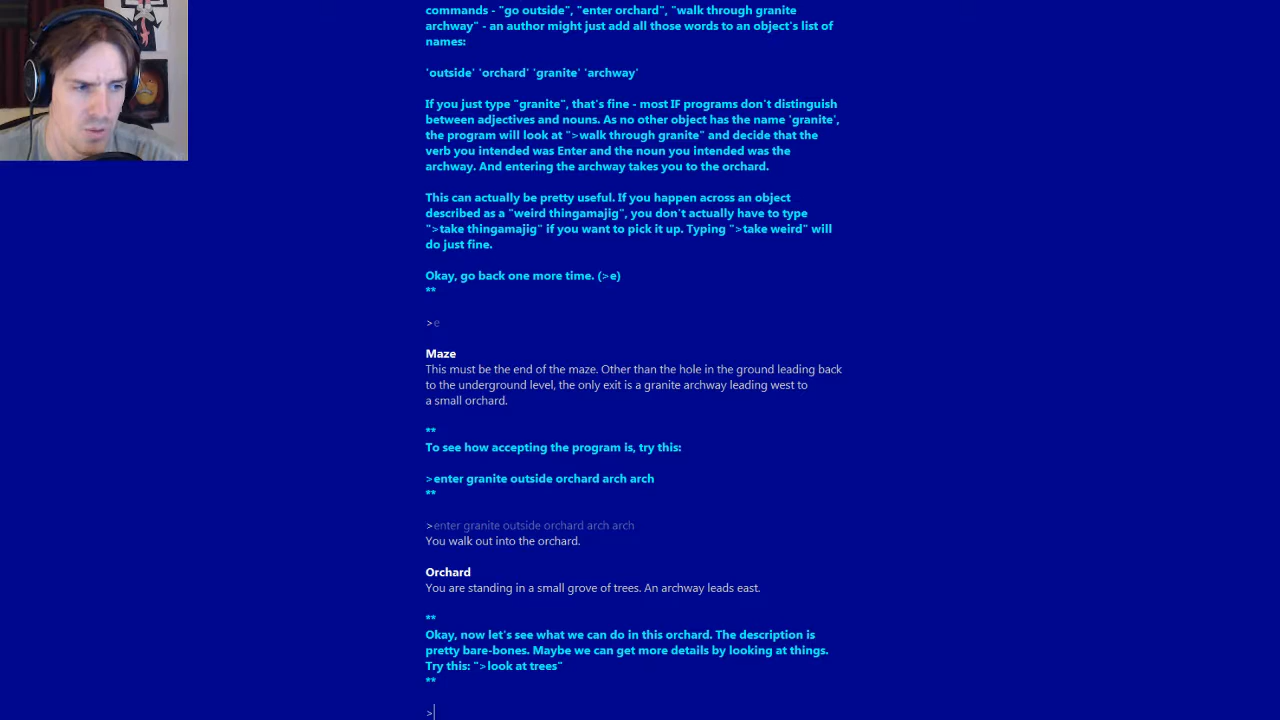 commands - "go outside", "enter orchard", "walk through granite
archway" - an author might just add all those words to an object's list of
names:
'outside' 'orchard' 'granite' 'archway'
If you just type "granite", that's fine - most IF programs don't distinguish
between adjectives and nouns. As no other object has the name 'granite',
the program will look at ">walk through granite" and decide that the
verb you intended was Enter and the noun you intended was the
archway. And entering the archway takes you to the orchard.
This can actually be pretty useful. If you happen across an object
described as a "weird thingamajig", you don't actually have to type
">take thingamajig" if you want to pick it up. Typing ">take weird" will
do just fine.
Okay, go back one more time. (>e)
**
>e
Maze
This must be the end of the maze. Other than the hole in the ground leading back
to the underground level, the only exit is a granite archway leading west to
a small orchard.
**
To see how accepting the program is, try this:
>enter granite outside orchard arch arch
**
>enter granite outside orchard arch arch
You walk out into the orchard.
Orchard
You are standing in a small grove of trees. An archway leads east.
**
Okay, now let's see what we can do in this orchard. The description is
pretty bare-bones. Maybe we can get more details by looking at things.
Try this: ">look at trees"
**
>